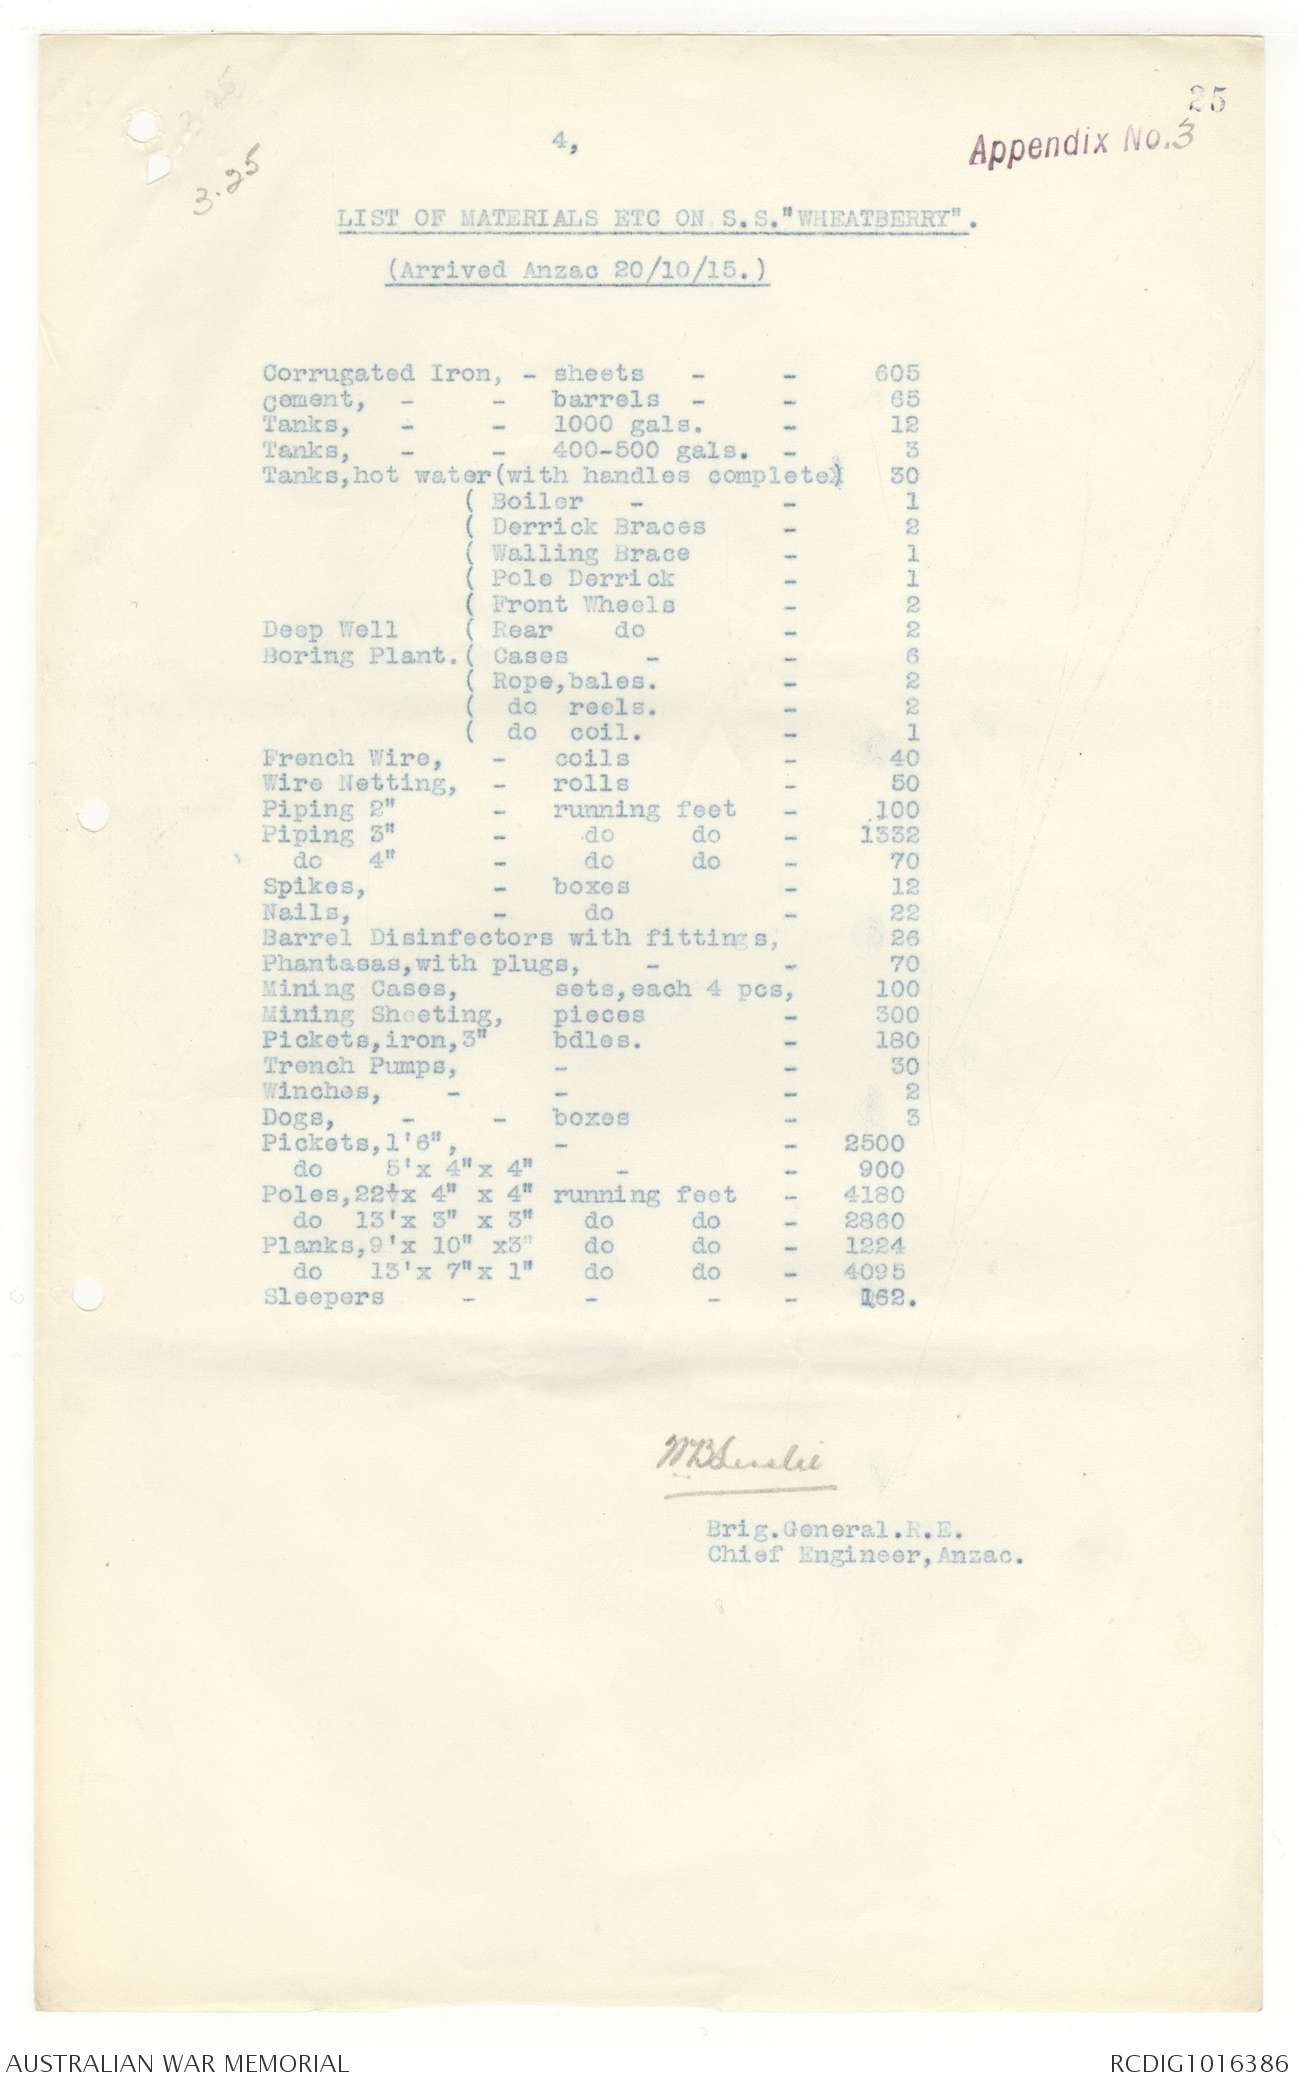 25
Appendix No.3
3.25
3.25
4,
LIST OF MATERIALS ETC ON S.S."WHEATBERRY".
(Arrived Anzac 20/10/15.)
Corrugated Iron, - sheets - - 605
cement, - - barrels - - 65
Tanks, - - 1000 gals. - 12
Tanks, - - 400-500 gals. - 3
Tanks,hot water(with handles complete) 30
( Boiler - - 1
( Derrick Braces - 2
( Walling Brace - 1
( Pole Derrick - 1
( Front Wheels - 2
Deep Well ( Rear do - 2
Boring Plant.( Cases - - 6
( Rope,bales. - 2
( do reels. - 2
( do coil. - 1
French Wire, - coils - 40
Wire Netting, - rolls - 50
Piping 2" - running feet - 100
Piping 3" - do do - 1332
do 4" - do do - 70
Spikes, - boxes - 12
Nails, - do - 22
Barrel Disinfectors with fittings, 26
Phantasas,with plugs, - - 70
Mining Cases, sets,each 4 pcs, 100
Mining Sheeting, pieces - 300
Pickets,iron,3" bdles. - 180
Trench Pumps, - - 30
Winches, - - - 2
Dogs, - - boxes - 3
Pickets,1'6", - - 2500
do 5'x 4"x 4" - - 900
Poles,22'x 4" x 4" running feet - 4180
do 13'x 3" x 3" do do - 2860
Planks,9'x 10" x3" do do - 1224
do 13'x 7"x 1" do do - 4095
Sleepers - - - - 162.
WBLeslie
Brig.General.R.E.
Chief Engineer,Anzac.
AUSTRALIAN WAR MEMORIAL
RCDIG1016386